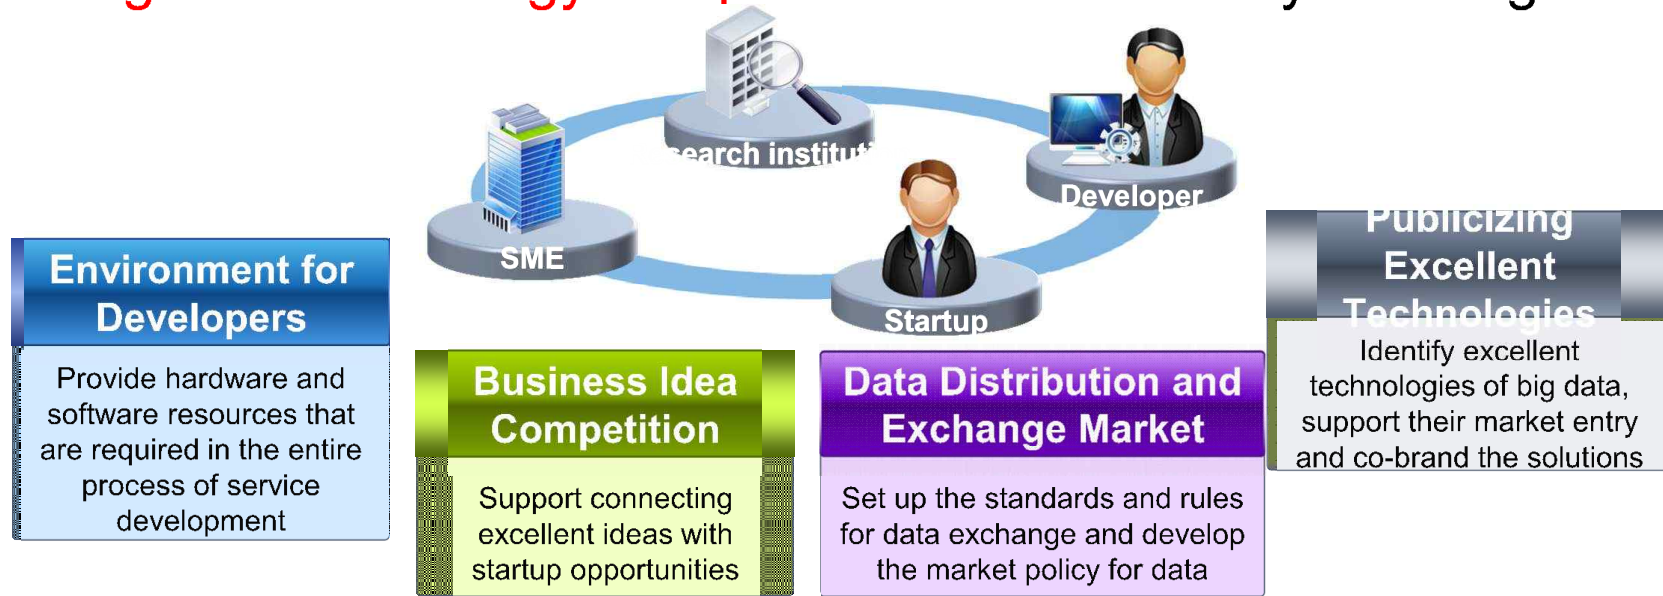 search
Developer
SME
Startup
Environment for
Developers
Provide hardware and
software resources that
are required in the entire
process of service
development
Business Idea
Competition
Support connecting
excellent ideas with
startup opportunities
Data Distribution and
Exchange Market
Set up the standards and rules
for data exchange and develop
the market policy for data
Publicizing
Excellent
Technologies
Identify excellent
technologies of big data,
support their market entry
and co-brand the solutions